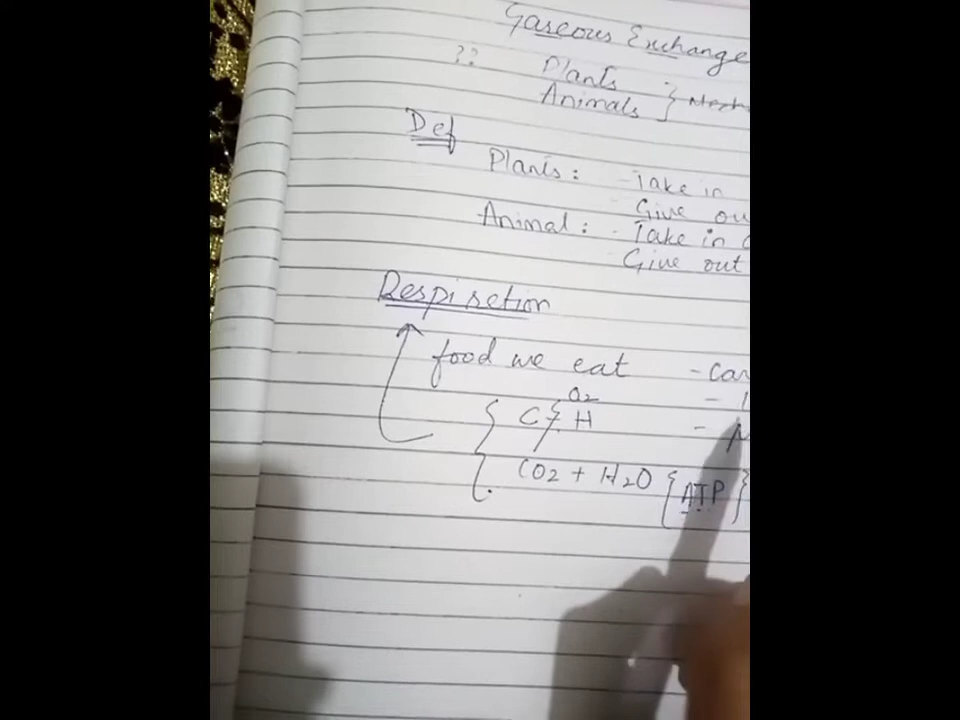 Gaseous Exchange
?? Plants
Animals }
Def
Plants: - Take in
Give ou
Animal: - Take in
Give out
Respiration
food we eat - Car
O2
{ C { H
CO2 + H2O { ATP }